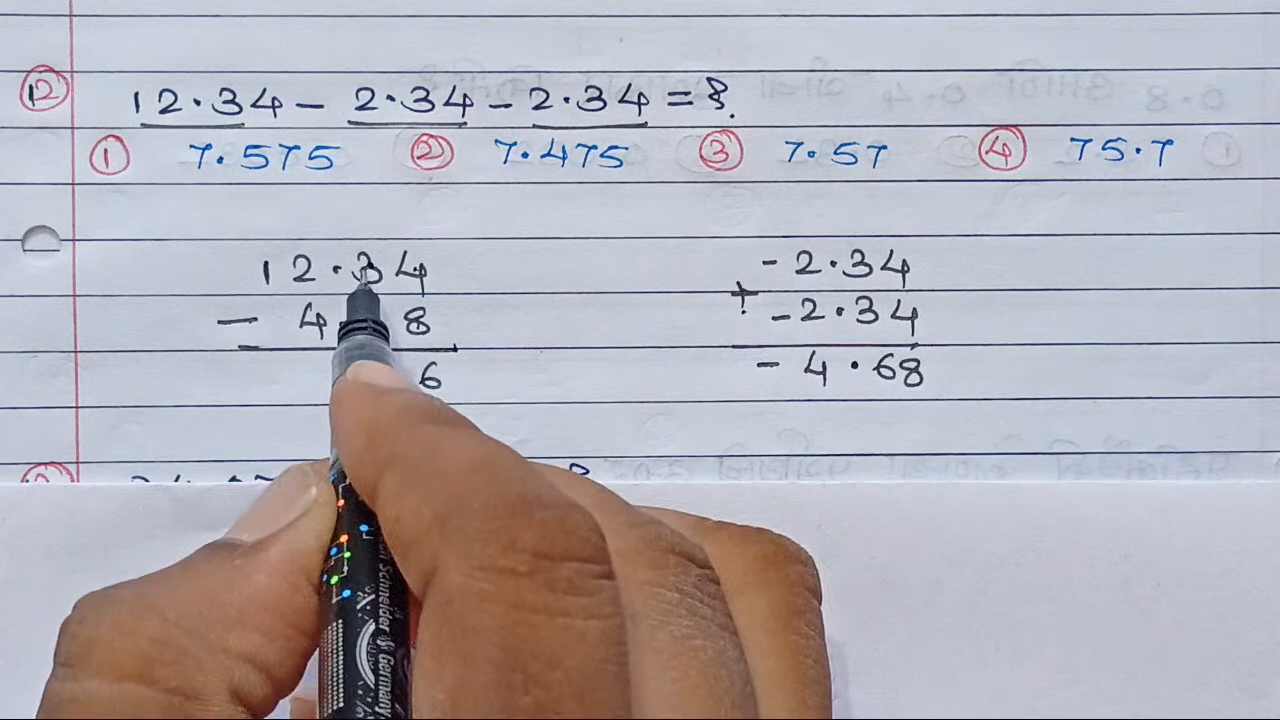 12 12.34 - 2.34 - 2.34 = ?
1 7.575 2 7.475 3 7.57 4 75.7
12.34 - 2.34
- 4 8 + -2.34
6 - 4.68
Schneider Germany